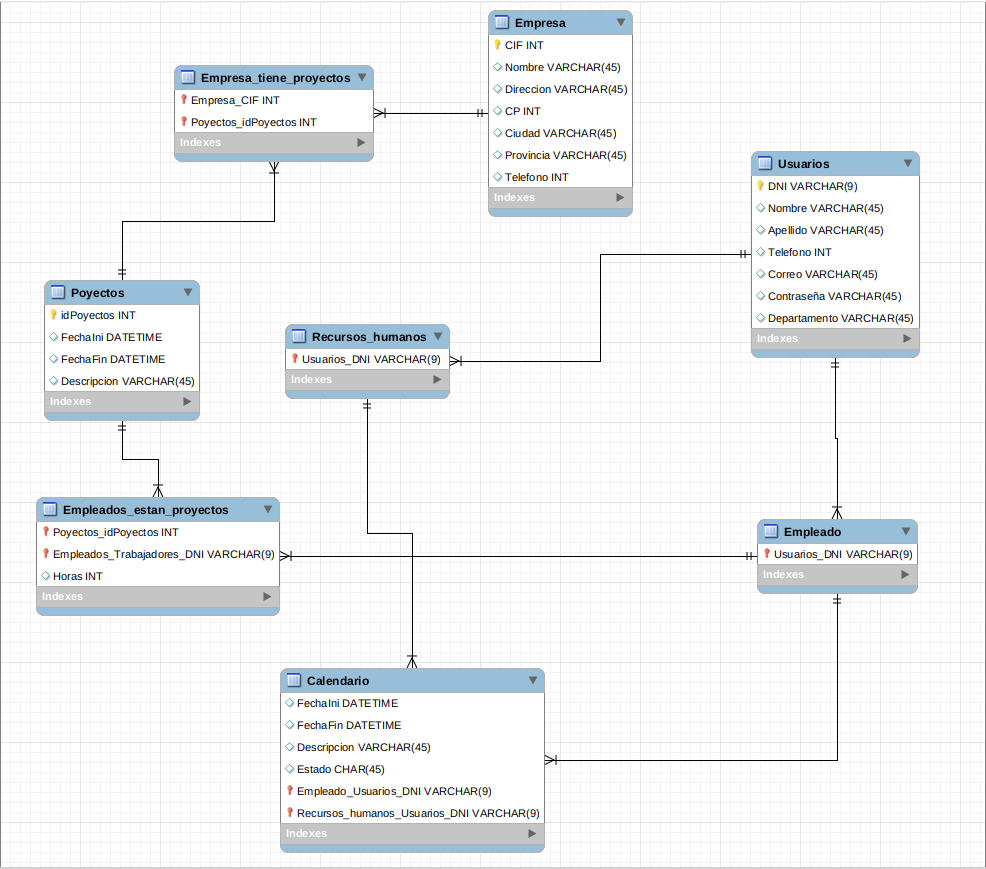 Empresa
CIF INT
Nombre VARCHAR(45)
Direccion VARCHAR(45)
CP INT
Ciudad VARCHAR(45)
Provincia VARCHAR(45)
Telefono INT
Indexes
Empresa_tiene_proyectos
Empresa_CIF INT
Poyectos_idPoyectos INT
Indexes
Usuarios
DNI VARCHAR(9)
Nombre VARCHAR(45)
Apellido VARCHAR(45)
Telefono INT
Correo VARCHAR(45)
Contraseña VARCHAR(45)
Departamento VARCHAR(45)
Indexes
Poyectos
idPoyectos INT
FechaIni DATETIME
FechaFin DATETIME
Descripcion VARCHAR(45)
Indexes
Recursos_humanos
Usuarios_DNI VARCHAR(9)
Indexes
Empleados_estan_proyectos
Poyectos_idPoyectos INT
Empleados_Trabajadores_DNI VARCHAR(9)
Horas INT
Indexes
Empleado
Usuarios_DNI VARCHAR(9)
Indexes
Calendario
FechaIni DATETIME
FechaFin DATETIME
Descripcion VARCHAR(45)
Estado CHAR(45)
Empleado_Usuarios_DNI VARCHAR(9)
Recursos_humanos_Usuarios_DNI VARCHAR(9)
Indexes